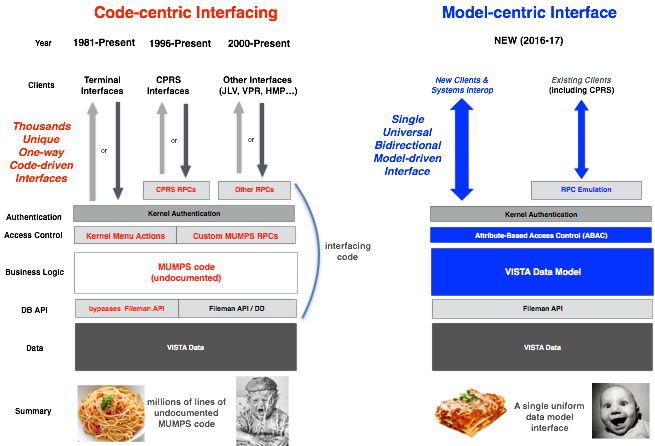 Code-centric Interfacing
Model-centric Interface
Year
1981-Present
1996-Present
2000-Present
NEW (2016-17)
Clients
Terminal
Interfaces
CPRS
Interfaces
Other Interfaces
(JLV, VPR, HMP...)
New Clients &
Systems Interop
Existing Clients
(including CPRS)
Thousands
Unique
One-way
Code-driven
Interfaces
or
or
or
Single
Universal
Bidirectional
Model-driven
Interface
CPRS RPCs
Other RPCs
RPC Emulation
Authentication
Kernel Authentication
Kernel Authentication
Access Control
Kernel Menu Actions
Custom MUMPS RPCs
Attribute-Based Access Control (ABAC)
interfacing
code
Business Logic
MUMPS code
(undocumented)
VISTA Data Model
DB API
bypasses Fileman API
Fileman API / DD
Fileman API
Data
VISTA Data
VISTA Data
Summary
millions of lines of
undocumented
MUMPS code
A single uniform
data model
interface